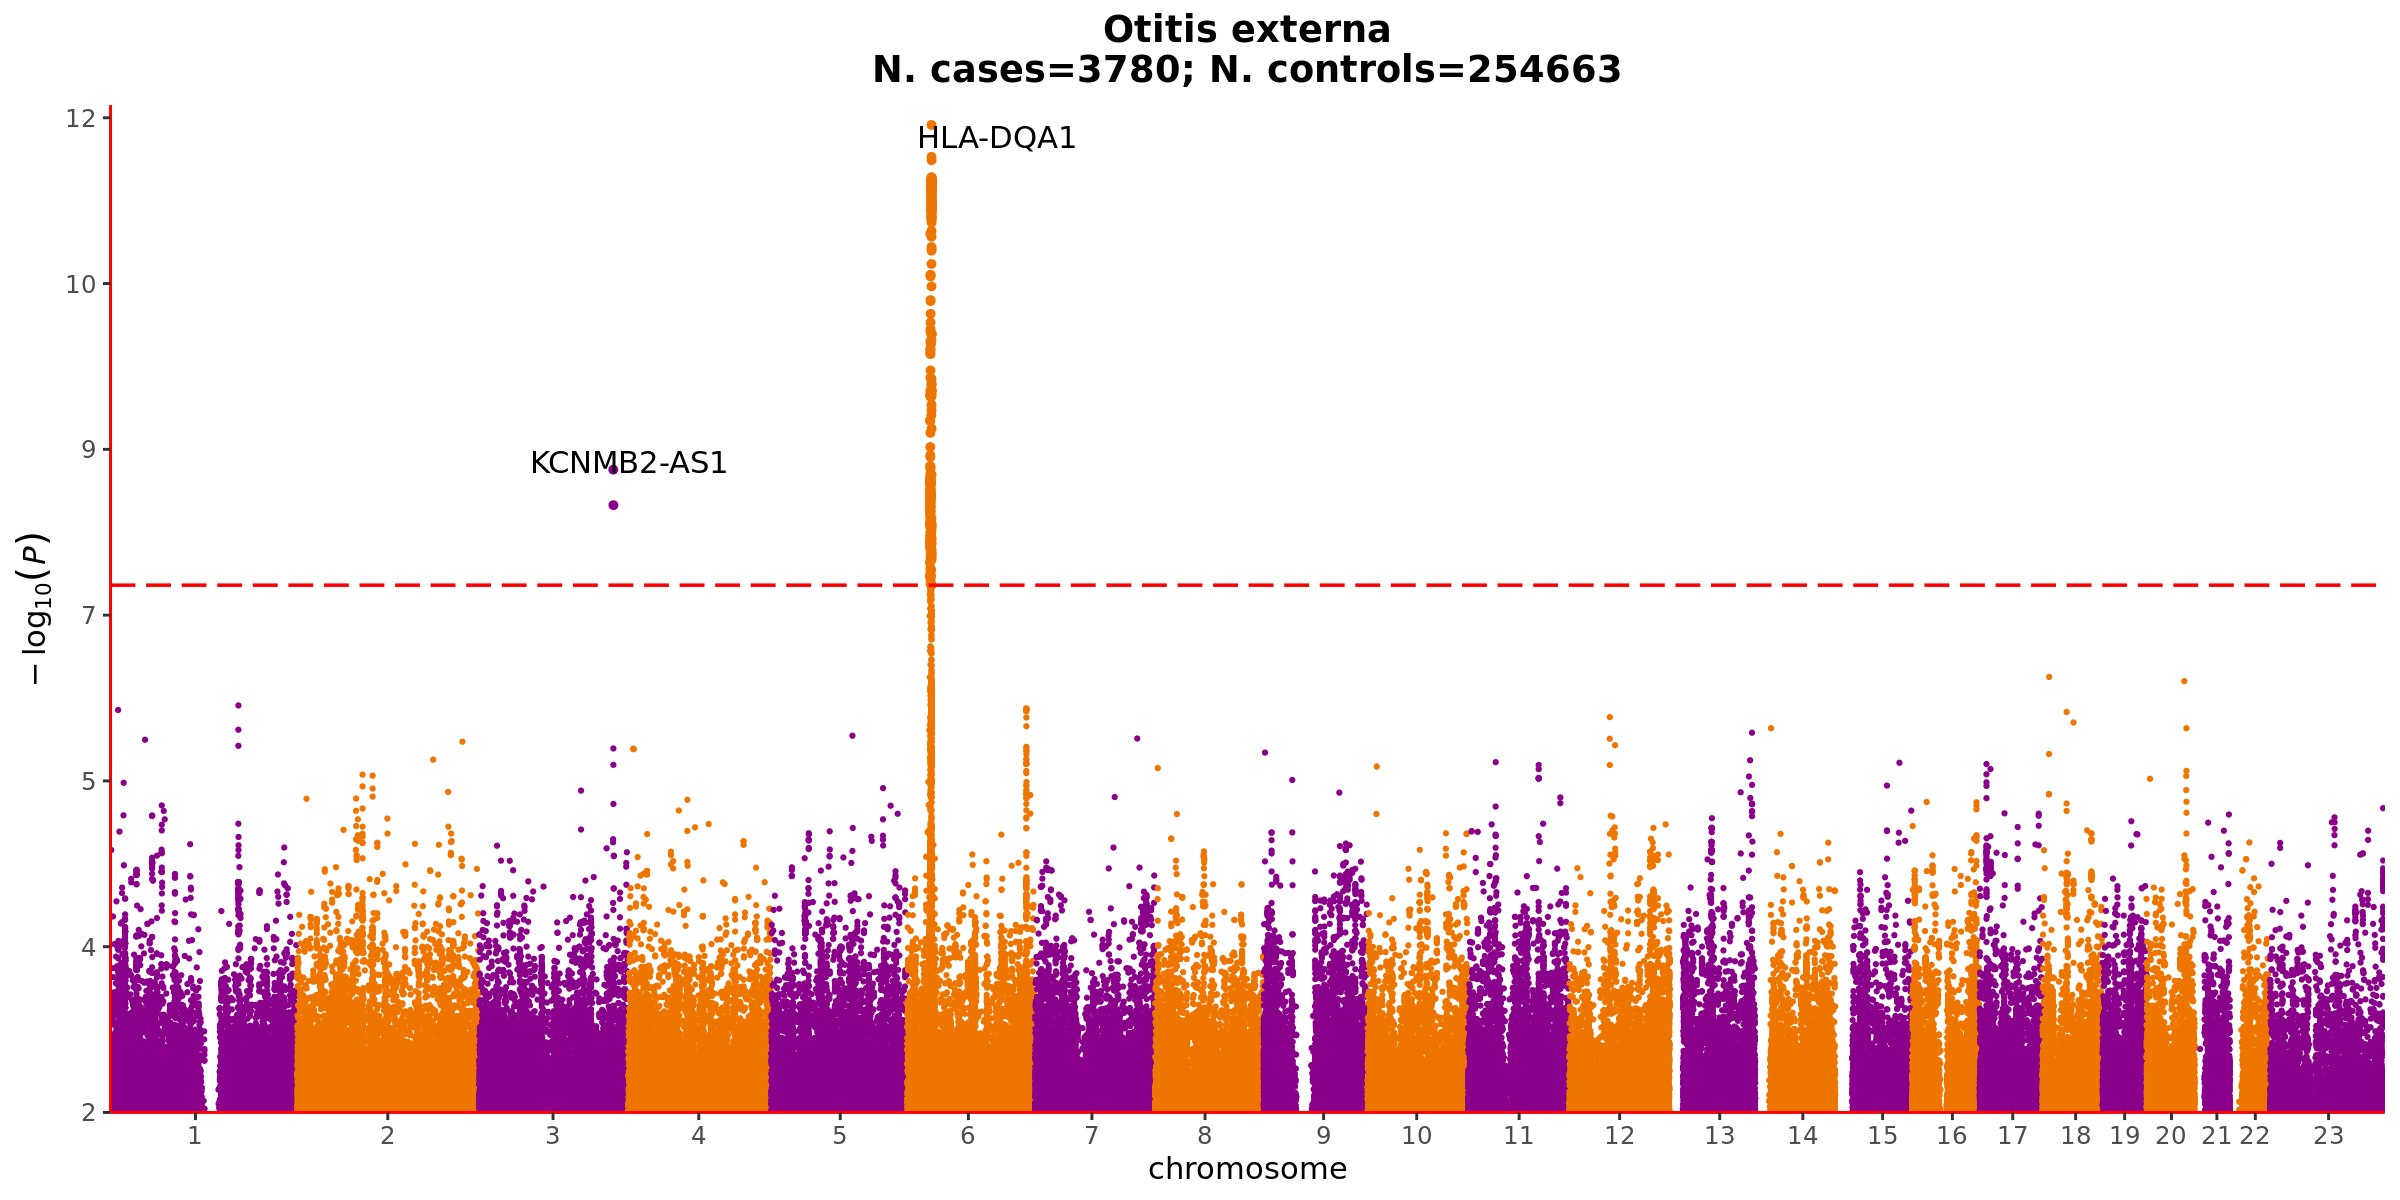 Otitis externa
N. cases=3780; N. controls=254663
12
HLA-DQA1
10
9
KCNMB2-AS1
7
5
4
2
−log10(P)
1 2 3 4 5 6 7 8 9 10 11 12 13 14 15 16 17 18 19 20 21 22 23
chromosome